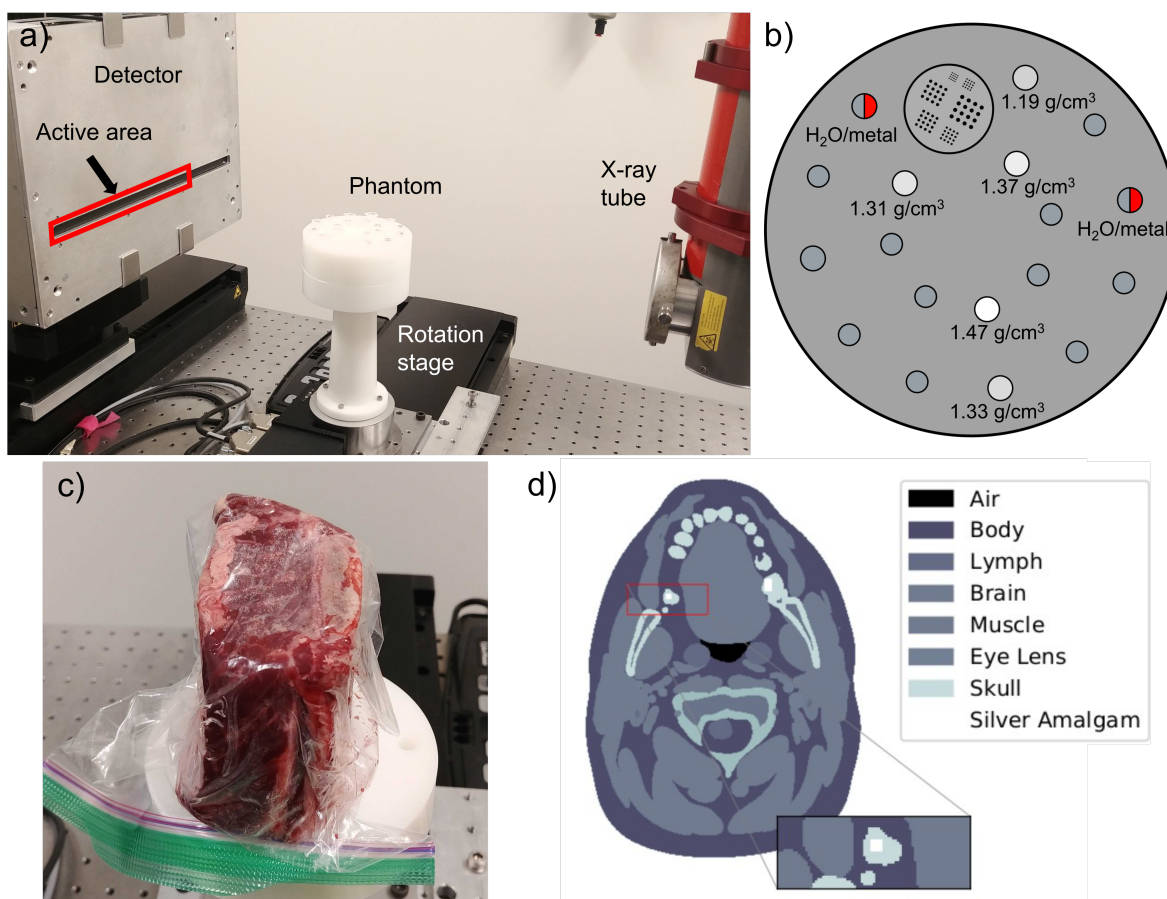 a)
Detector
Active area
Phantom
X-ray
tube
Rotation
stage
b)
1.19 g/cm³
H₂O/metal
1.37 g/cm³
1.31 g/cm³
H₂O/metal
1.47 g/cm³
1.33 g/cm³
c)
d)
Air
Body
Lymph
Brain
Muscle
Eye Lens
Skull
Silver Amalgam